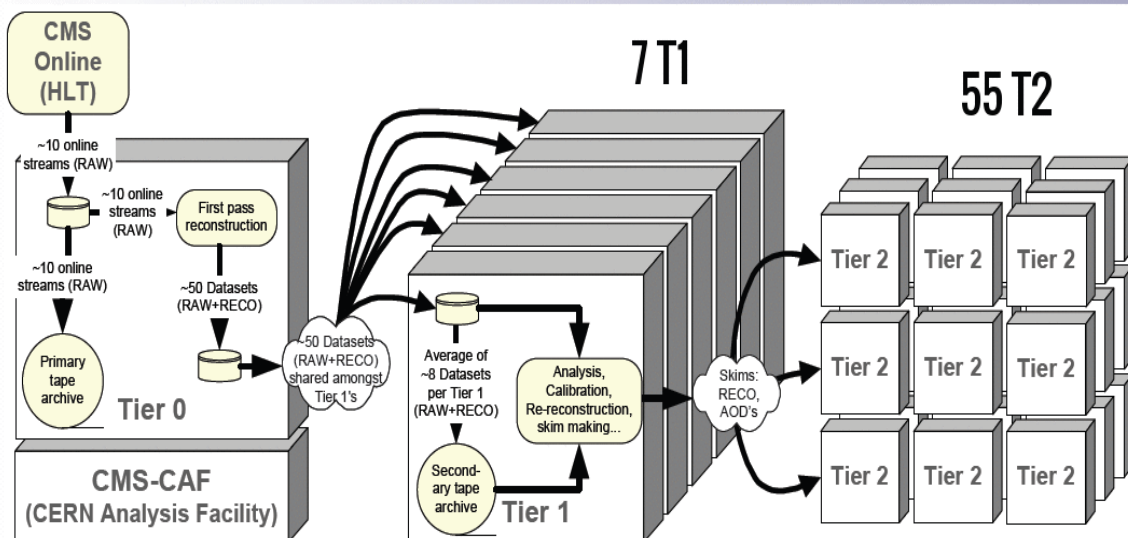 CMS
Online
(HLT)
~10 online
streams (RAW)
~10 online
streams
(RAW)
First pass
reconstruction
~10 online
streams (RAW)
~50 Datasets
(RAW+RECO)
Primary
tape
archive
Tier 0
CMS-CAF
(CERN Analysis Facility)
~50 Datasets
(RAW+RECO)
shared amongst
Tier 1's
7 T1
Average of
~8 Datasets
per Tier 1
(RAW+RECO)
Analysis,
Calibration,
Re-reconstruction,
skim making...
Second-
ary tape
archive
Tier 1
Skims:
RECO,
AOD's
55 T2
Tier 2
Tier 2
Tier 2
Tier 2
Tier 2
Tier 2
Tier 2
Tier 2
Tier 2